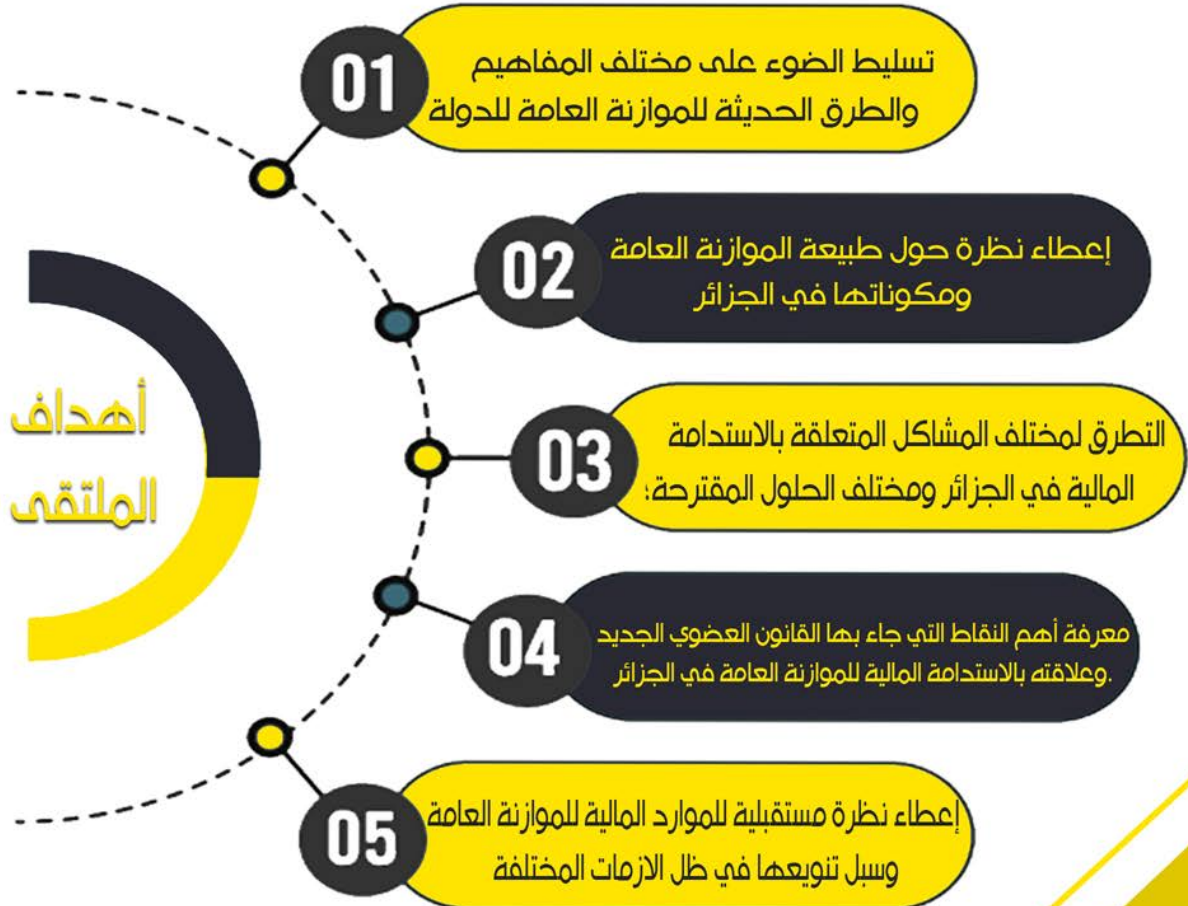 أهداف
الملتقى
01
تسليط الضوء على مختلف المفاهيم
والطرق الحديثة للموازنة العامة للدولة
02
إعطاء نظرة حول طبيعة الموازنة العامة
ومكوناتها في الجزائر
03
التطرق لمختلف المشاكل المتعلقة بالاستدامة
المالية في الجزائر ومختلف الحلول المقترحة؛
04
معرفة أهم النقاط التي جاء بها القانون العضوي الجديد
.وعلاقته بالاستدامة المالية للموازنة العامة في الجزائر
05
إعطاء نظرة مستقبلية للموارد المالية للموازنة العامة
وسبل تنويعها في ظل الازمات المختلفة